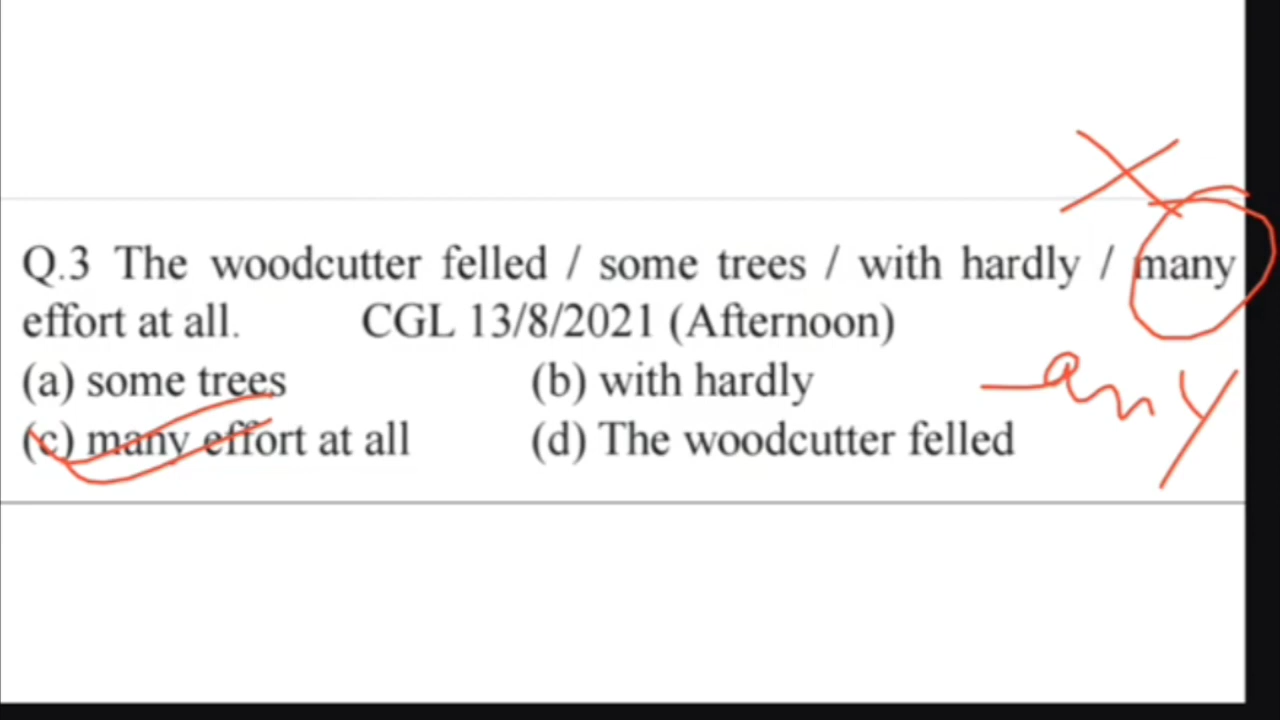 Q.3 The woodcutter felled / some trees / with hardly / many
effort at all. CGL 13/8/2021 (Afternoon)
(a) some trees (b) with hardly
any
(c) many effort at all (d) The woodcutter felled